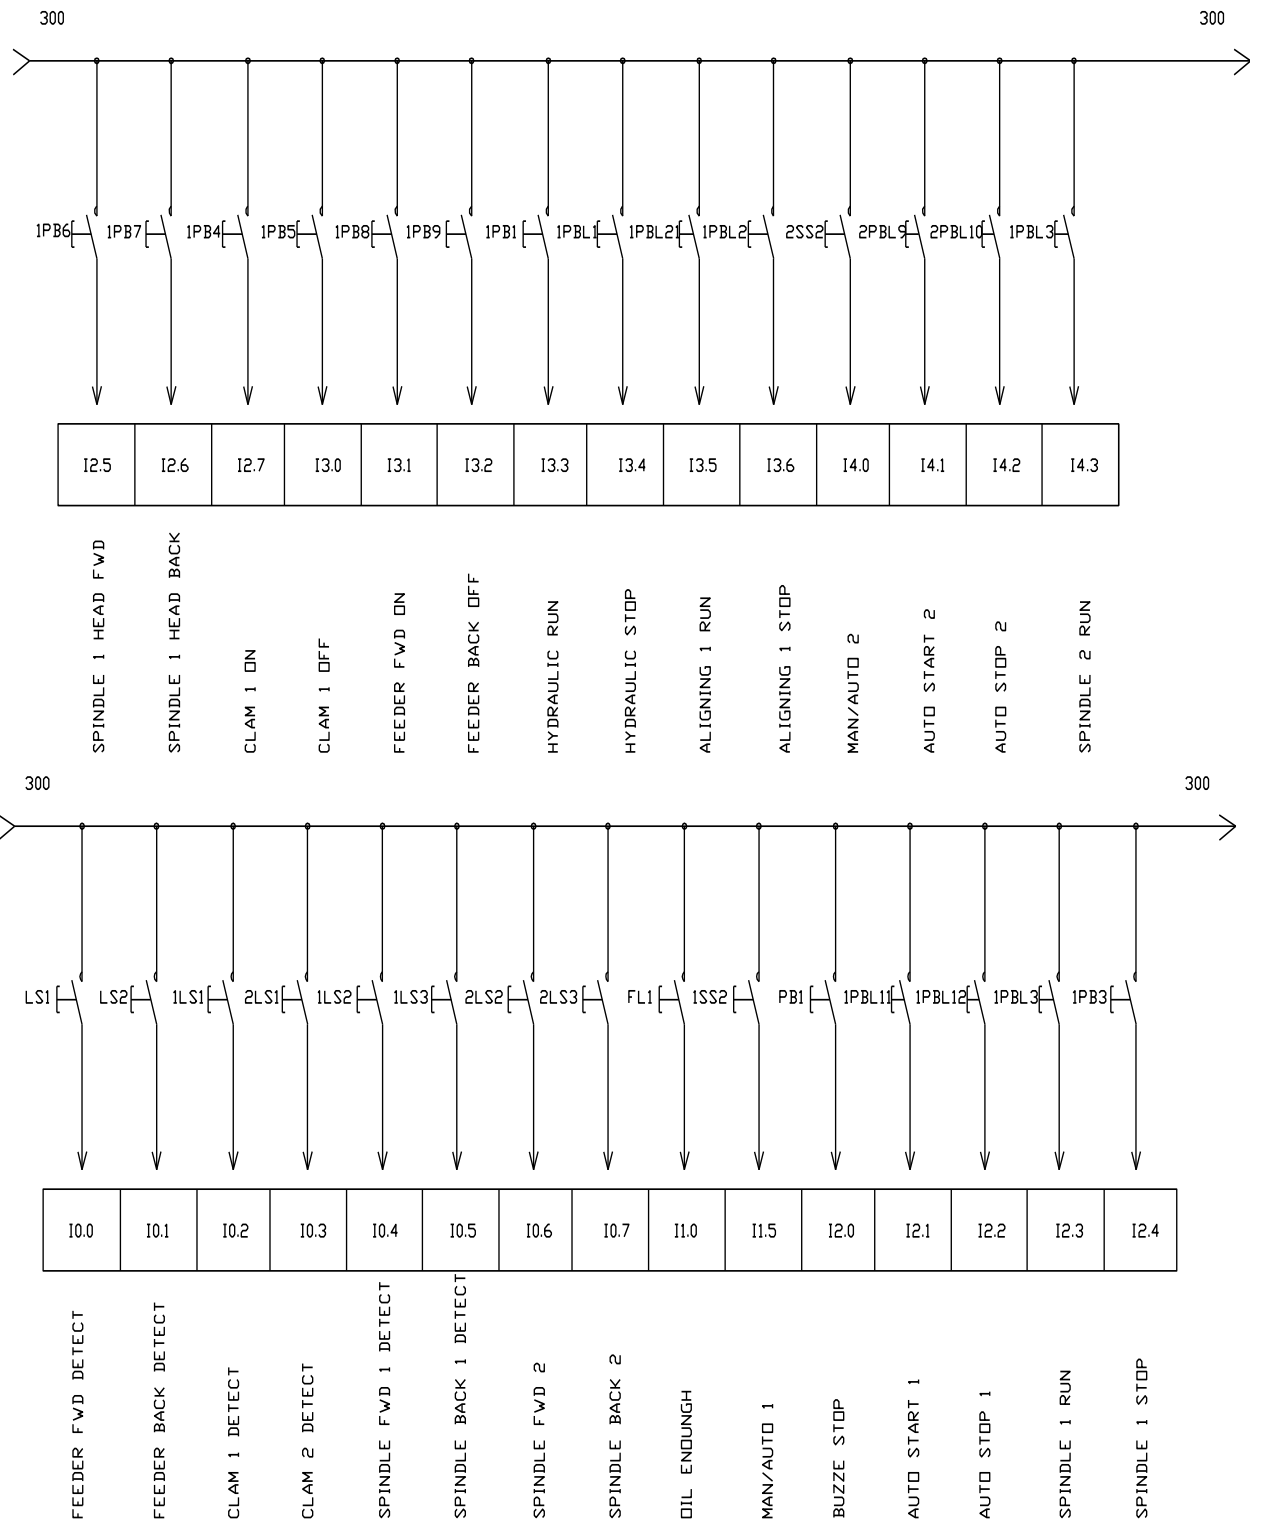 300 300
1PB6 1PB7 1PB4 1PB5 1PB8 1PB9 1PB1 1PBL1 1PBL21 1PBL2 2SS2 2PBL9 2PBL10 1PBL3
I2.5 I2.6 I2.7 I3.0 I3.1 I3.2 I3.3 I3.4 I3.5 I3.6 I4.0 I4.1 I4.2 I4.3
SPINDLE 1 HEAD FWD
SPINDLE 1 HEAD BACK
CLAM 1 ON
CLAM 1 OFF
FEEDER FWD ON
FEEDER BACK OFF
HYDRAULIC RUN
HYDRAULIC STOP
ALIGNING 1 RUN
ALIGNING 1 STOP
MAN/AUTO 2
AUTO START 2
AUTO STOP 2
SPINDLE 2 RUN
300 300
LS1 LS2 1LS1 2LS1 1LS2 1LS3 2LS2 2LS3 FL1 1SS2 PB1 1PBL11 1PBL12 1PBL3 1PB3
I0.0 I0.1 I0.2 I0.3 I0.4 I0.5 I0.6 I0.7 I1.0 I1.5 I2.0 I2.1 I2.2 I2.3 I2.4
FEEDER FWD DETECT
FEEDER BACK DETECT
CLAM 1 DETECT
CLAM 2 DETECT
SPINDLE FWD 1 DETECT
SPINDLE BACK 1 DETECT
SPINDLE FWD 2
SPINDLE BACK 2
OIL ENOUNGH
MAN/AUTO 1
BUZZE STOP
AUTO START 1
AUTO STOP 1
SPINDLE 1 RUN
SPINDLE 1 STOP